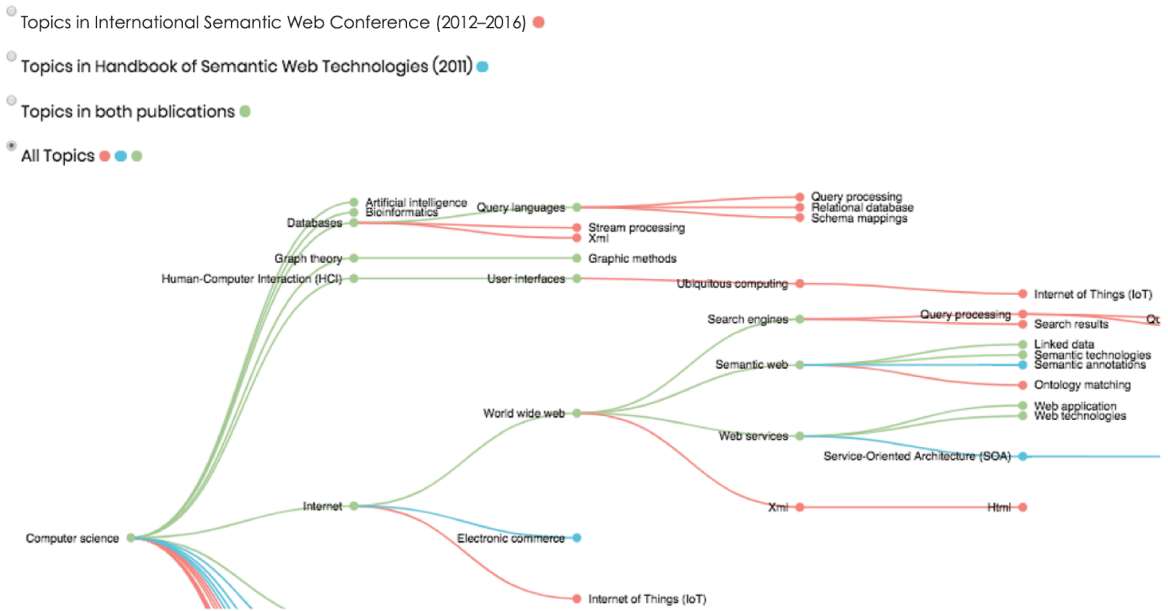 Topics in International Semantic Web Conference (2012–2016)
Topics in Handbook of Semantic Web Technologies (2011)
Topics in both publications
All Topics
Artificial intelligence
Bioinformatics
Databases
Query languages
Query processing
Relational database
Schema mappings
Stream processing
Xml
Graph theory
Graphic methods
Human-Computer Interaction (HCI)
User interfaces
Ubiquitous computing
Internet of Things (IoT)
Search engines
Query processing
Qu
Search results
Semantic web
Linked data
Semantic technologies
Semantic annotations
Ontology matching
World wide web
Web services
Web application
Web technologies
Service-Oriented Architecture (SOA)
Xml
Html
Internet
Computer science
Electronic commerce
Internet of Things (IoT)